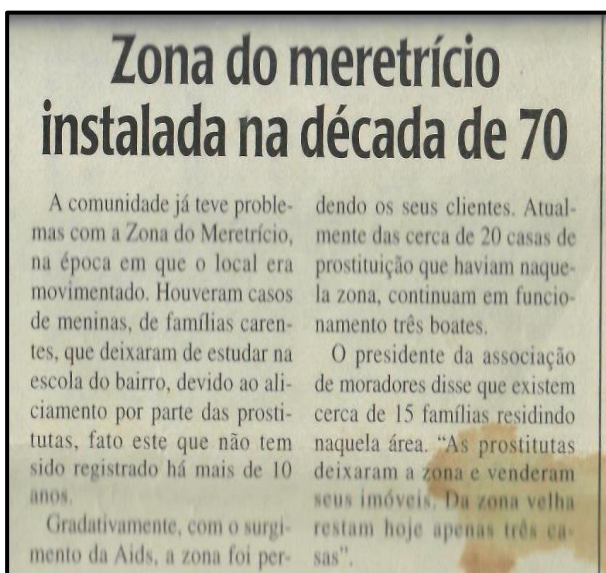 Zona do meretrício
instalada na década de 70
A comunidade já teve proble-
mas com a Zona do Meretrício,
na época em que o local era
movimentado. Houveram casos
de meninas, de famílias caren-
tes, que deixaram de estudar na
escola do bairro, devido ao ali-
ciamento por parte das prosti-
tutas, fato este que não tem
sido registrado há mais de 10
anos.
Gradativamente, com o surgi-
mento da Aids, a zona foi per-
dendo os seus clientes. Atual-
mente das cerca de 20 casas de
prostituição que haviam naque-
la zona, continuam em funcio-
namento três boates.
O presidente da associação
de moradores disse que existem
cerca de 15 famílias residindo
naquela área. “As prostitutas
deixaram a zona e venderam
seus imóveis. Da zona velha
restam hoje apenas três ca-
sas”.